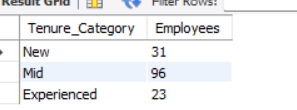 Result Grid Filter Rows:
Tenure_Category Employees
New 31
Mid 96
Experienced 23